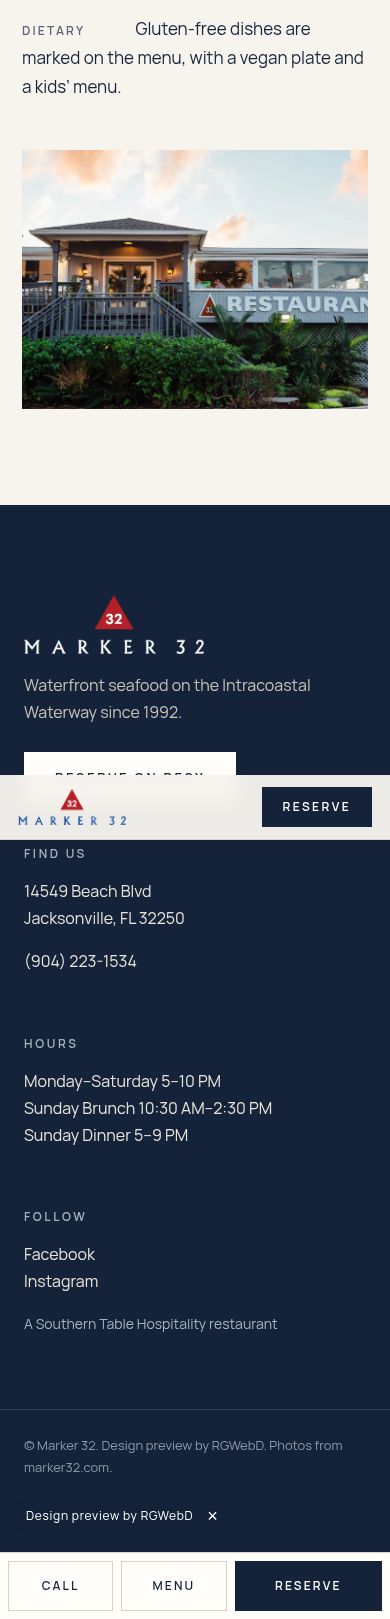 DIETARY Gluten-free dishes are
marked on the menu, with a vegan plate and
a kids’ menu.
32
RESTAURAN
32
MARKER 32
Waterfront seafood on the Intracoastal
Waterway since 1992.
RESERVE ON RESY
32
MARKER 32
RESERVE
FIND US
14549 Beach Blvd
Jacksonville, FL 32250
(904) 223-1534
HOURS
Monday–Saturday 5–10 PM
Sunday Brunch 10:30 AM–2:30 PM
Sunday Dinner 5–9 PM
FOLLOW
Facebook
Instagram
A Southern Table Hospitality restaurant
© Marker 32. Design preview by RGWebD. Photos from
marker32.com.
Design preview by RGWebD ×
CALL MENU RESERVE